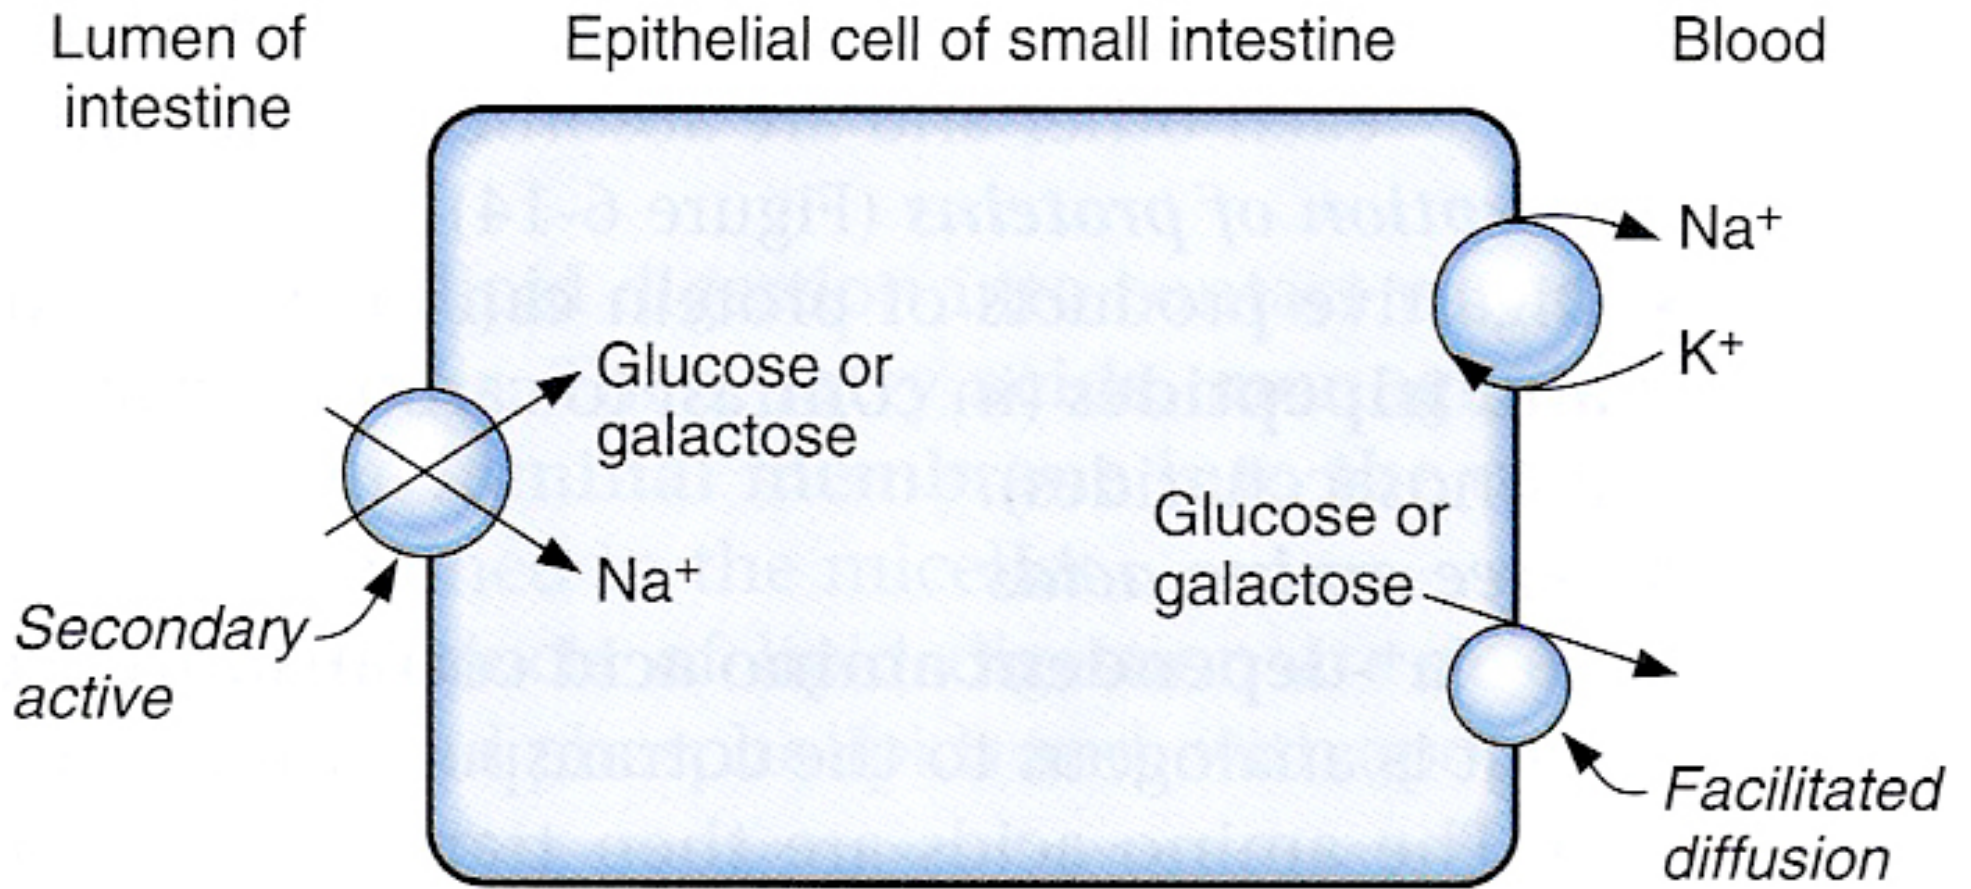 Lumen of
intestine
Epithelial cell of small intestine
Blood
Na⁺
K⁺
Glucose or
galactose
Na⁺
Glucose or
galactose
Secondary
active
Facilitated
diffusion